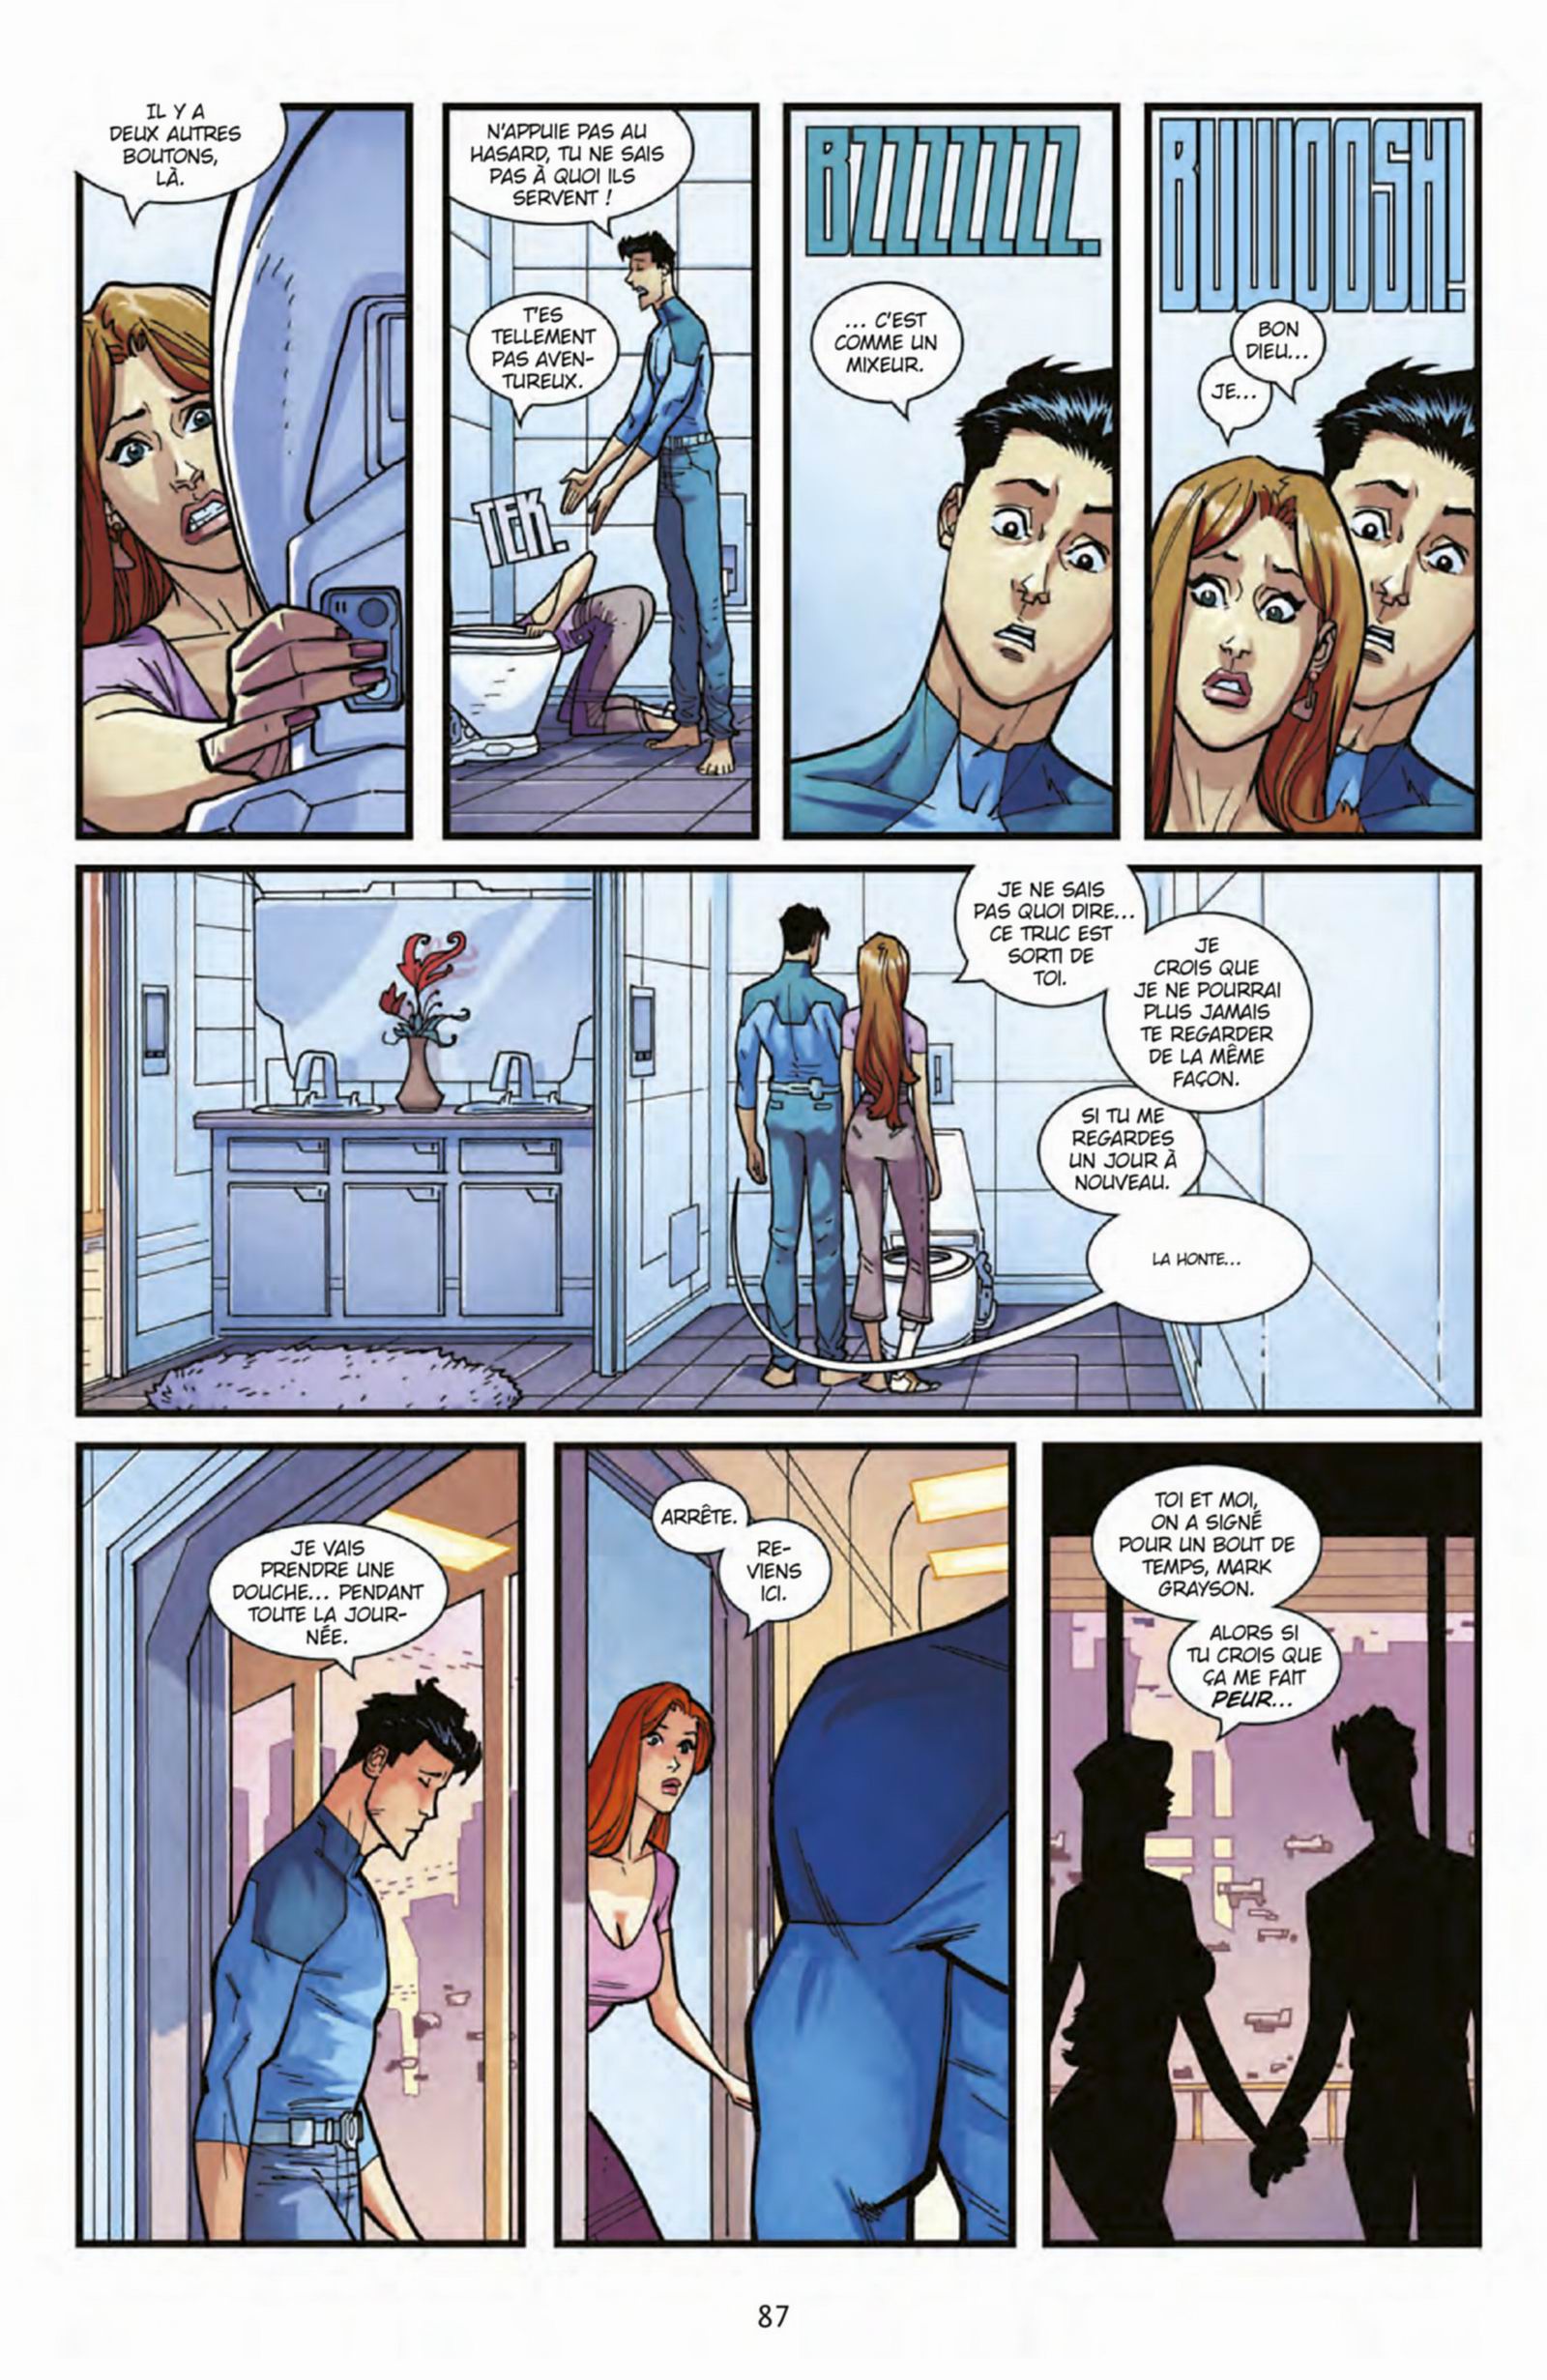 IL Y A
DEUX AUTRES
BOUTONS,
LÀ.
N'APPUIE PAS AU
HASARD, TU NE SAIS
PAS À QUOI ILS
SERVENT !
T'ES
TELLEMENT
PAS AVEN-
TUREUX.
TEK.
BZZZZZZZ.
... C'EST
COMME UN
MIXEUR.
BUWOOSH!
BON
DIEU...
JE...
JE NE SAIS
PAS QUOI DIRE...
CE TRUC EST
SORTI DE
TOI.
JE
CROIS QUE
JE NE POURRAI
PLUS JAMAIS
TE REGARDER
DE LA MÊME
FAÇON.
SI TU ME
REGARDES
UN JOUR À
NOUVEAU.
LA HONTE...
JE VAIS
PRENDRE UNE
DOUCHE... PENDANT
TOUTE LA JOUR-
NÉE.
ARRÊTE.
RE-
VIENS
ICI.
TOI ET MOI,
ON A SIGNÉ
POUR UN BOUT DE
TEMPS, MARK
GRAYSON.
ALORS SI
TU CROIS QUE
ÇA ME FAIT
PEUR...
87